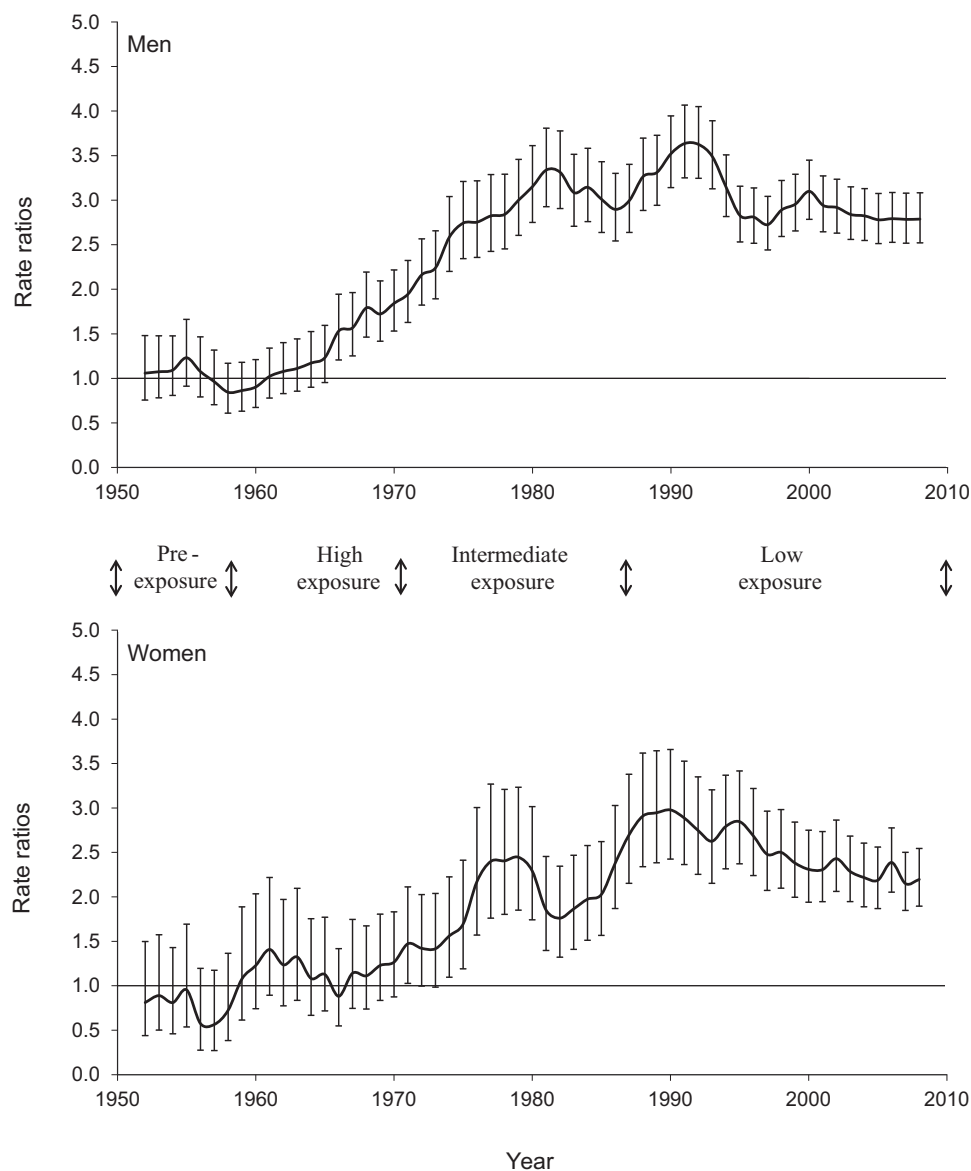 Men
Rate ratios
5.0
4.5
4.0
3.5
3.0
2.5
2.0
1.5
1.0
0.5
0.0
1950 1960 1970 1980 1990 2000 2010
Pre - High Intermediate Low
exposure exposure exposure exposure
Women
Rate ratios
5.0
4.5
4.0
3.5
3.0
2.5
2.0
1.5
1.0
0.5
0.0
1950 1960 1970 1980 1990 2000 2010
Year